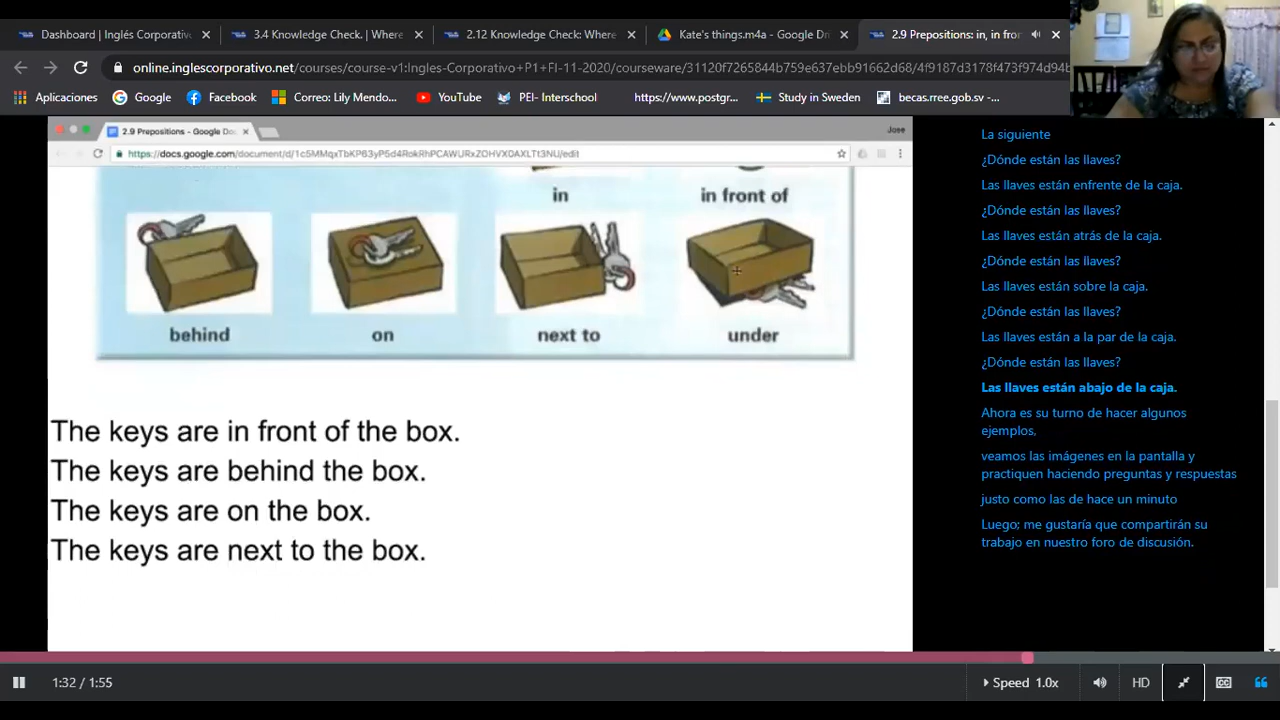 Dashboard | Inglés Corporativ
3.4 Knowledge Check. | Where
2.12 Knowledge Check: Where
Kate's things.m4a - Google Dri
2.9 Prepositions: in, in fron
online.inglescorporativo.net/courses/course-v1:Ingles-Corporativo+P1+FI-11-2020/courseware/31120f7265844b759e637ebb91662d68/4f9187d3178f473f974d94b
Aplicaciones
Google
Facebook
Correo: Lily Mendo...
YouTube
PEI- Interschool
https://www.postgr...
Study in Sweden
becas.rree.gob.sv -...
2.9 Prepositions - Google Do
Jose
in
in front of
behind
on
next to
under
The keys are in front of the box.
The keys are behind the box.
The keys are on the box.
The keys are next to the box.
La siguiente
¿Dónde están las llaves?
Las llaves están enfrente de la caja.
¿Dónde están las llaves?
Las llaves están atrás de la caja.
¿Dónde están las llaves?
Las llaves están sobre la caja.
¿Dónde están las llaves?
Las llaves están a la par de la caja.
¿Dónde están las llaves?
Las llaves están abajo de la caja.
Ahora es su turno de hacer algunos
ejemplos,
veamos las imágenes en la pantalla y
practiquen haciendo preguntas y respuestas
justo como las de hace un minuto
Luego; me gustaría que compartirán su
trabajo en nuestro foro de discusión.
1:32 / 1:55
Speed 1.0x
HD
CC